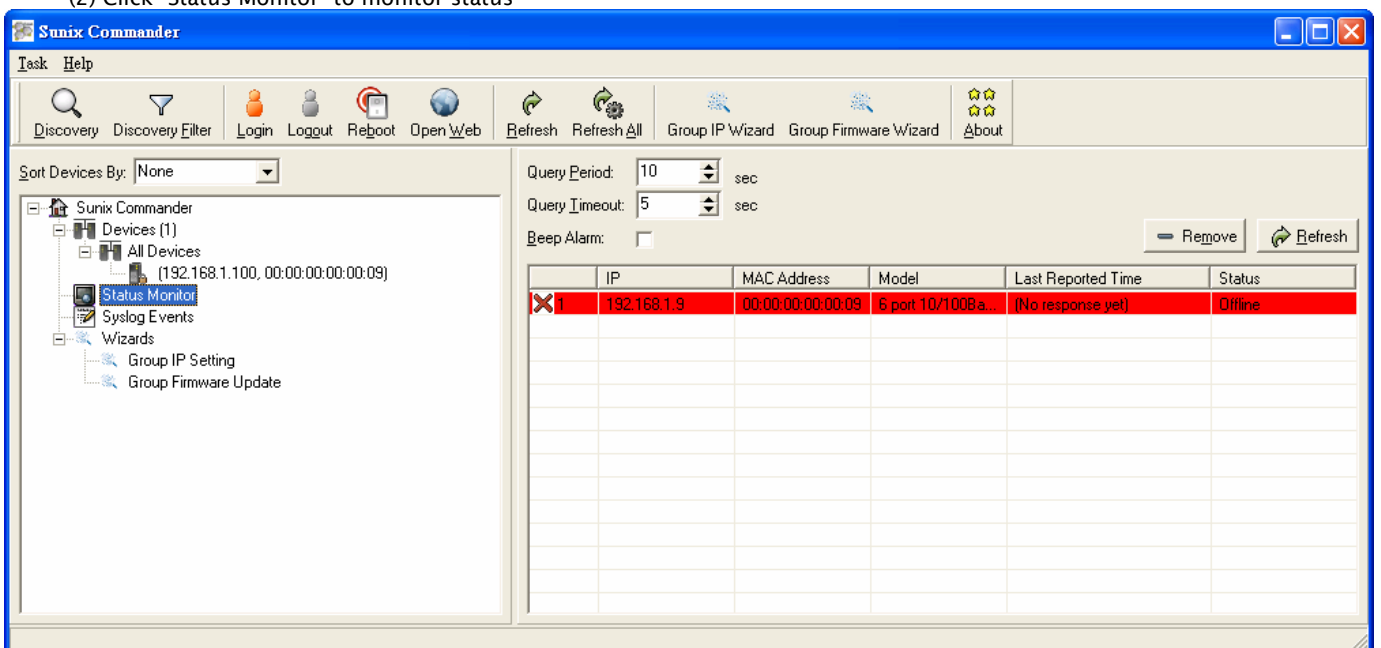 (2) Click "Status Monitor" to monitor status
Sunix Commander
Task Help
Discovery Discovery Filter Login Logout Reboot Open Web Refresh Refresh All Group IP Wizard Group Firmware Wizard About
Sort Devices By: None
Sunix Commander
Devices (1)
All Devices
(192.168.1.100, 00:00:00:00:00:09)
Status Monitor
Syslog Events
Wizards
Group IP Setting
Group Firmware Update
Query Period: 10 sec
Query Timeout: 5 sec
Beep Alarm:
Remove Refresh
IP MAC Address Model Last Reported Time Status
1 192.168.1.9 00:00:00:00:00:09 6 port 10/100Ba... (No response yet) Offline